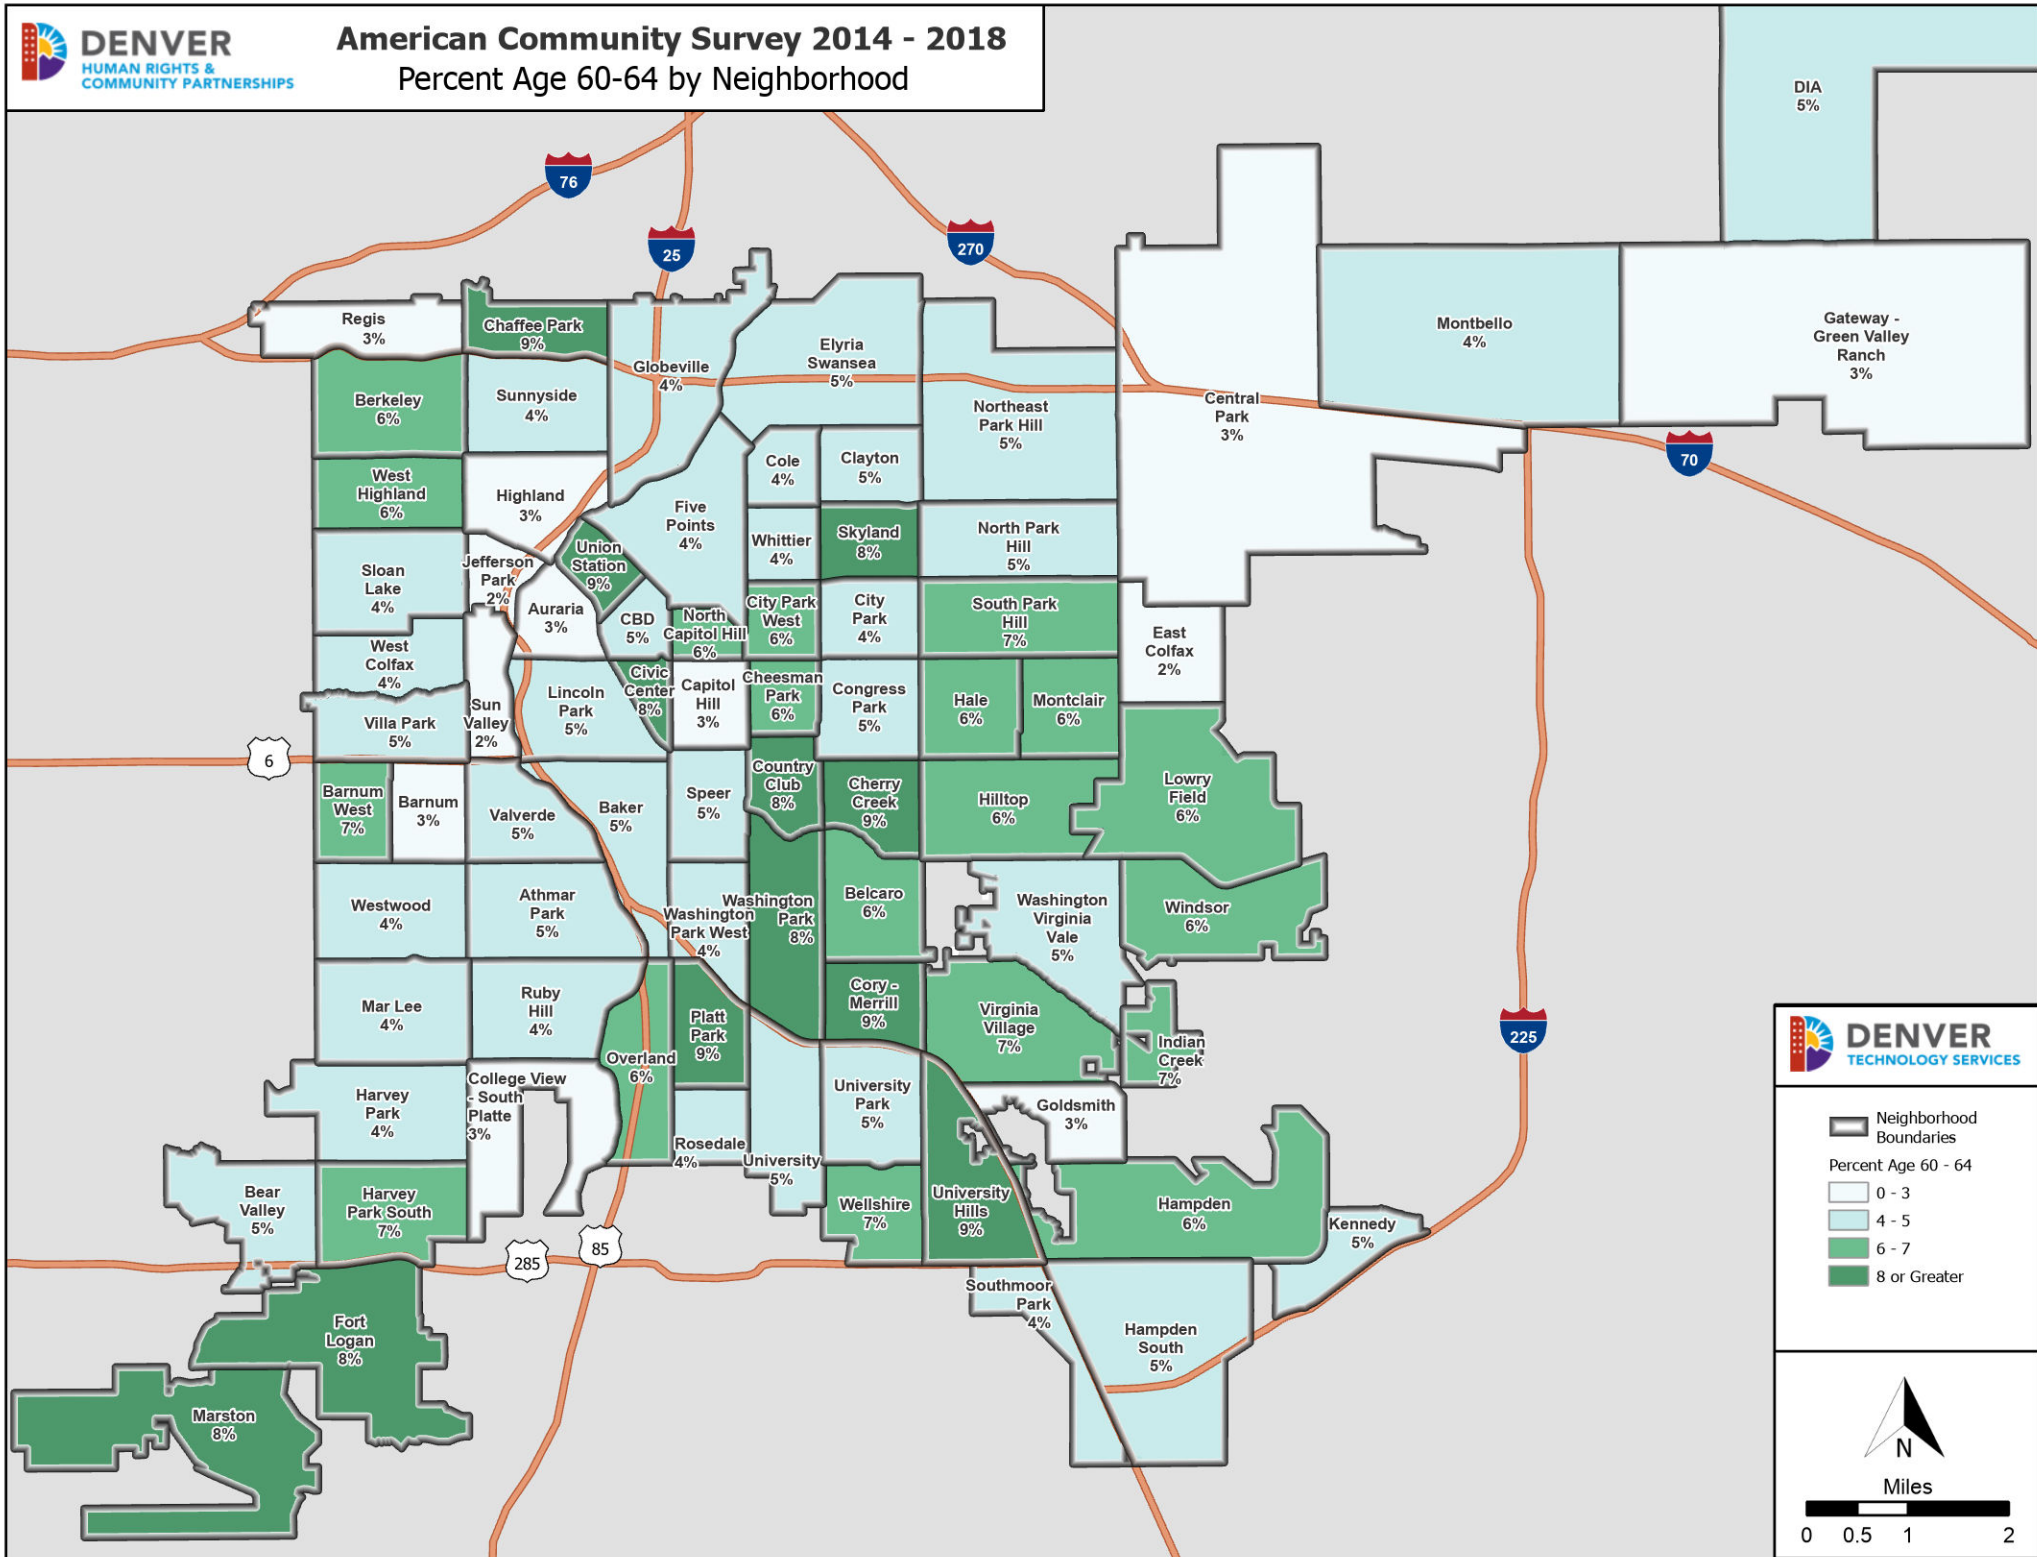 DENVER
HUMAN RIGHTS &
COMMUNITY PARTNERSHIPS
American Community Survey 2014 - 2018
Percent Age 60-64 by Neighborhood
DIA
5%
76
25
270
Regis
3%
Chaffee Park
9%
Globeville
4%
Elyria
Swansea
5%
Montbello
4%
Gateway -
Green Valley
Ranch
3%
Berkeley
6%
Sunnyside
4%
Northeast
Park Hill
5%
Central
Park
3%
70
West
Highland
6%
Highland
3%
Cole
4%
Clayton
5%
Five
Points
4%
Whittier
4%
Skyland
8%
North Park
Hill
5%
Sloan
Lake
4%
Jefferson
Park
2%
Union
Station
9%
Auraria
3%
CBD
5%
North
Capitol Hill
6%
City Park
West
6%
City
Park
4%
South Park
Hill
7%
East
Colfax
2%
West
Colfax
4%
Villa Park
5%
Sun
Valley
2%
Lincoln
Park
5%
Civic
Center
8%
Capitol
Hill
3%
Cheesman
Park
6%
Congress
Park
5%
Hale
6%
Montclair
6%
6
Barnum
West
7%
Barnum
3%
Valverde
5%
Baker
5%
Speer
5%
Country
Club
8%
Cherry
Creek
9%
Hilltop
6%
Lowry
Field
6%
Westwood
4%
Athmar
Park
5%
Washington
Park West
4%
Washington
Park
8%
Belcaro
6%
Washington
Virginia
Vale
5%
Windsor
6%
Mar Lee
4%
Ruby
Hill
4%
Overland
6%
Platt
Park
9%
Cory -
Merrill
9%
Virginia
Village
7%
Indian
Creek
7%
225
Harvey
Park
4%
College View
- South
Platte
3%
Rosedale
4%
University
5%
University
Park
5%
Goldsmith
3%
Bear
Valley
5%
Harvey
Park South
7%
Wellshire
7%
University
Hills
9%
Hampden
6%
Kennedy
5%
285
85
Southmoor
Park
4%
Hampden
South
5%
Fort
Logan
8%
Marston
8%
DENVER
TECHNOLOGY SERVICES
Neighborhood
Boundaries
Percent Age 60 - 64
0 - 3
4 - 5
6 - 7
8 or Greater
N
Miles
0 0.5 1 2